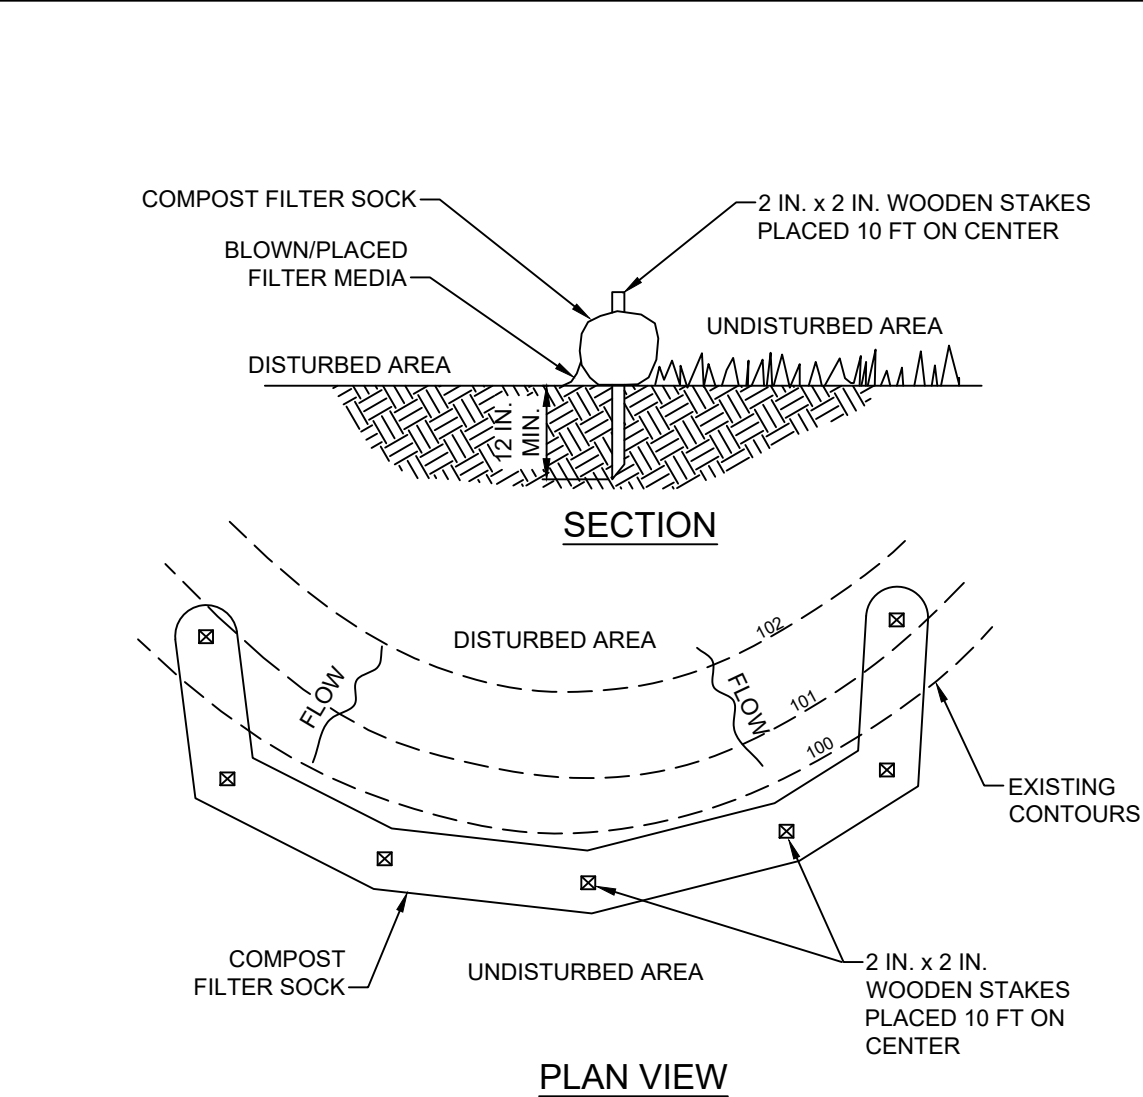 COMPOST FILTER SOCK
2 IN. x 2 IN. WOODEN STAKES
PLACED 10 FT ON CENTER
BLOWN/PLACED
FILTER MEDIA
UNDISTURBED AREA
DISTURBED AREA
12 IN.
MIN.
SECTION
DISTURBED AREA
102
FLOW
FLOW
101
100
EXISTING
CONTOURS
COMPOST
FILTER SOCK
UNDISTURBED AREA
2 IN. x 2 IN.
WOODEN STAKES
PLACED 10 FT ON
CENTER
PLAN VIEW